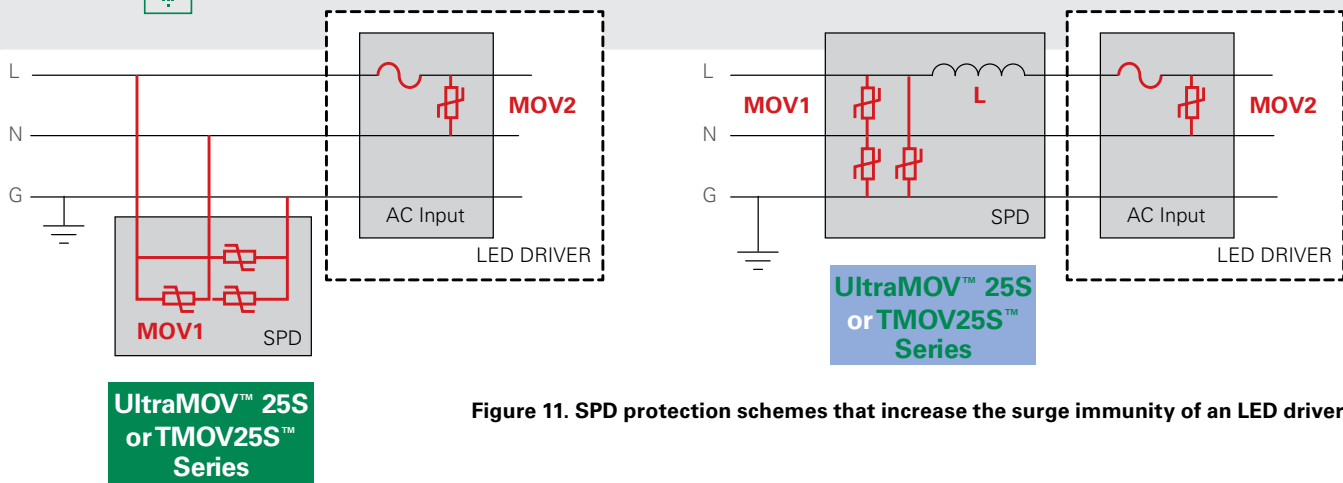 L
N
G
MOV2
AC Input
LED DRIVER
MOV1
SPD
UltraMOV™ 25S
or TMOV25S™
Series
L
N
G
MOV1
L
SPD
MOV2
AC Input
LED DRIVER
UltraMOV™ 25S
or TMOV25S™
Series
Figure 11. SPD protection schemes that increase the surge immunity of an LED driver